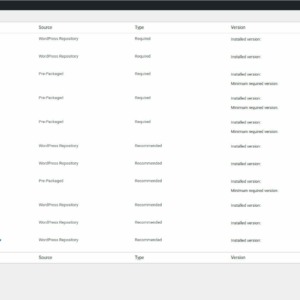 Source Type Version
WordPress Repository Required Installed version:
WordPress Repository Required Installed version:
Pre-Packaged Required Installed version:
Minimum required version:
Pre-Packaged Required Installed version:
Minimum required version:
Pre-Packaged Required Installed version:
Minimum required version:
WordPress Repository Recommended Installed version:
WordPress Repository Recommended Installed version:
Pre-Packaged Recommended Installed version:
Minimum required version:
WordPress Repository Recommended Installed version:
WordPress Repository Recommended Installed version:
WordPress Repository Recommended Installed version:
Source Type Version